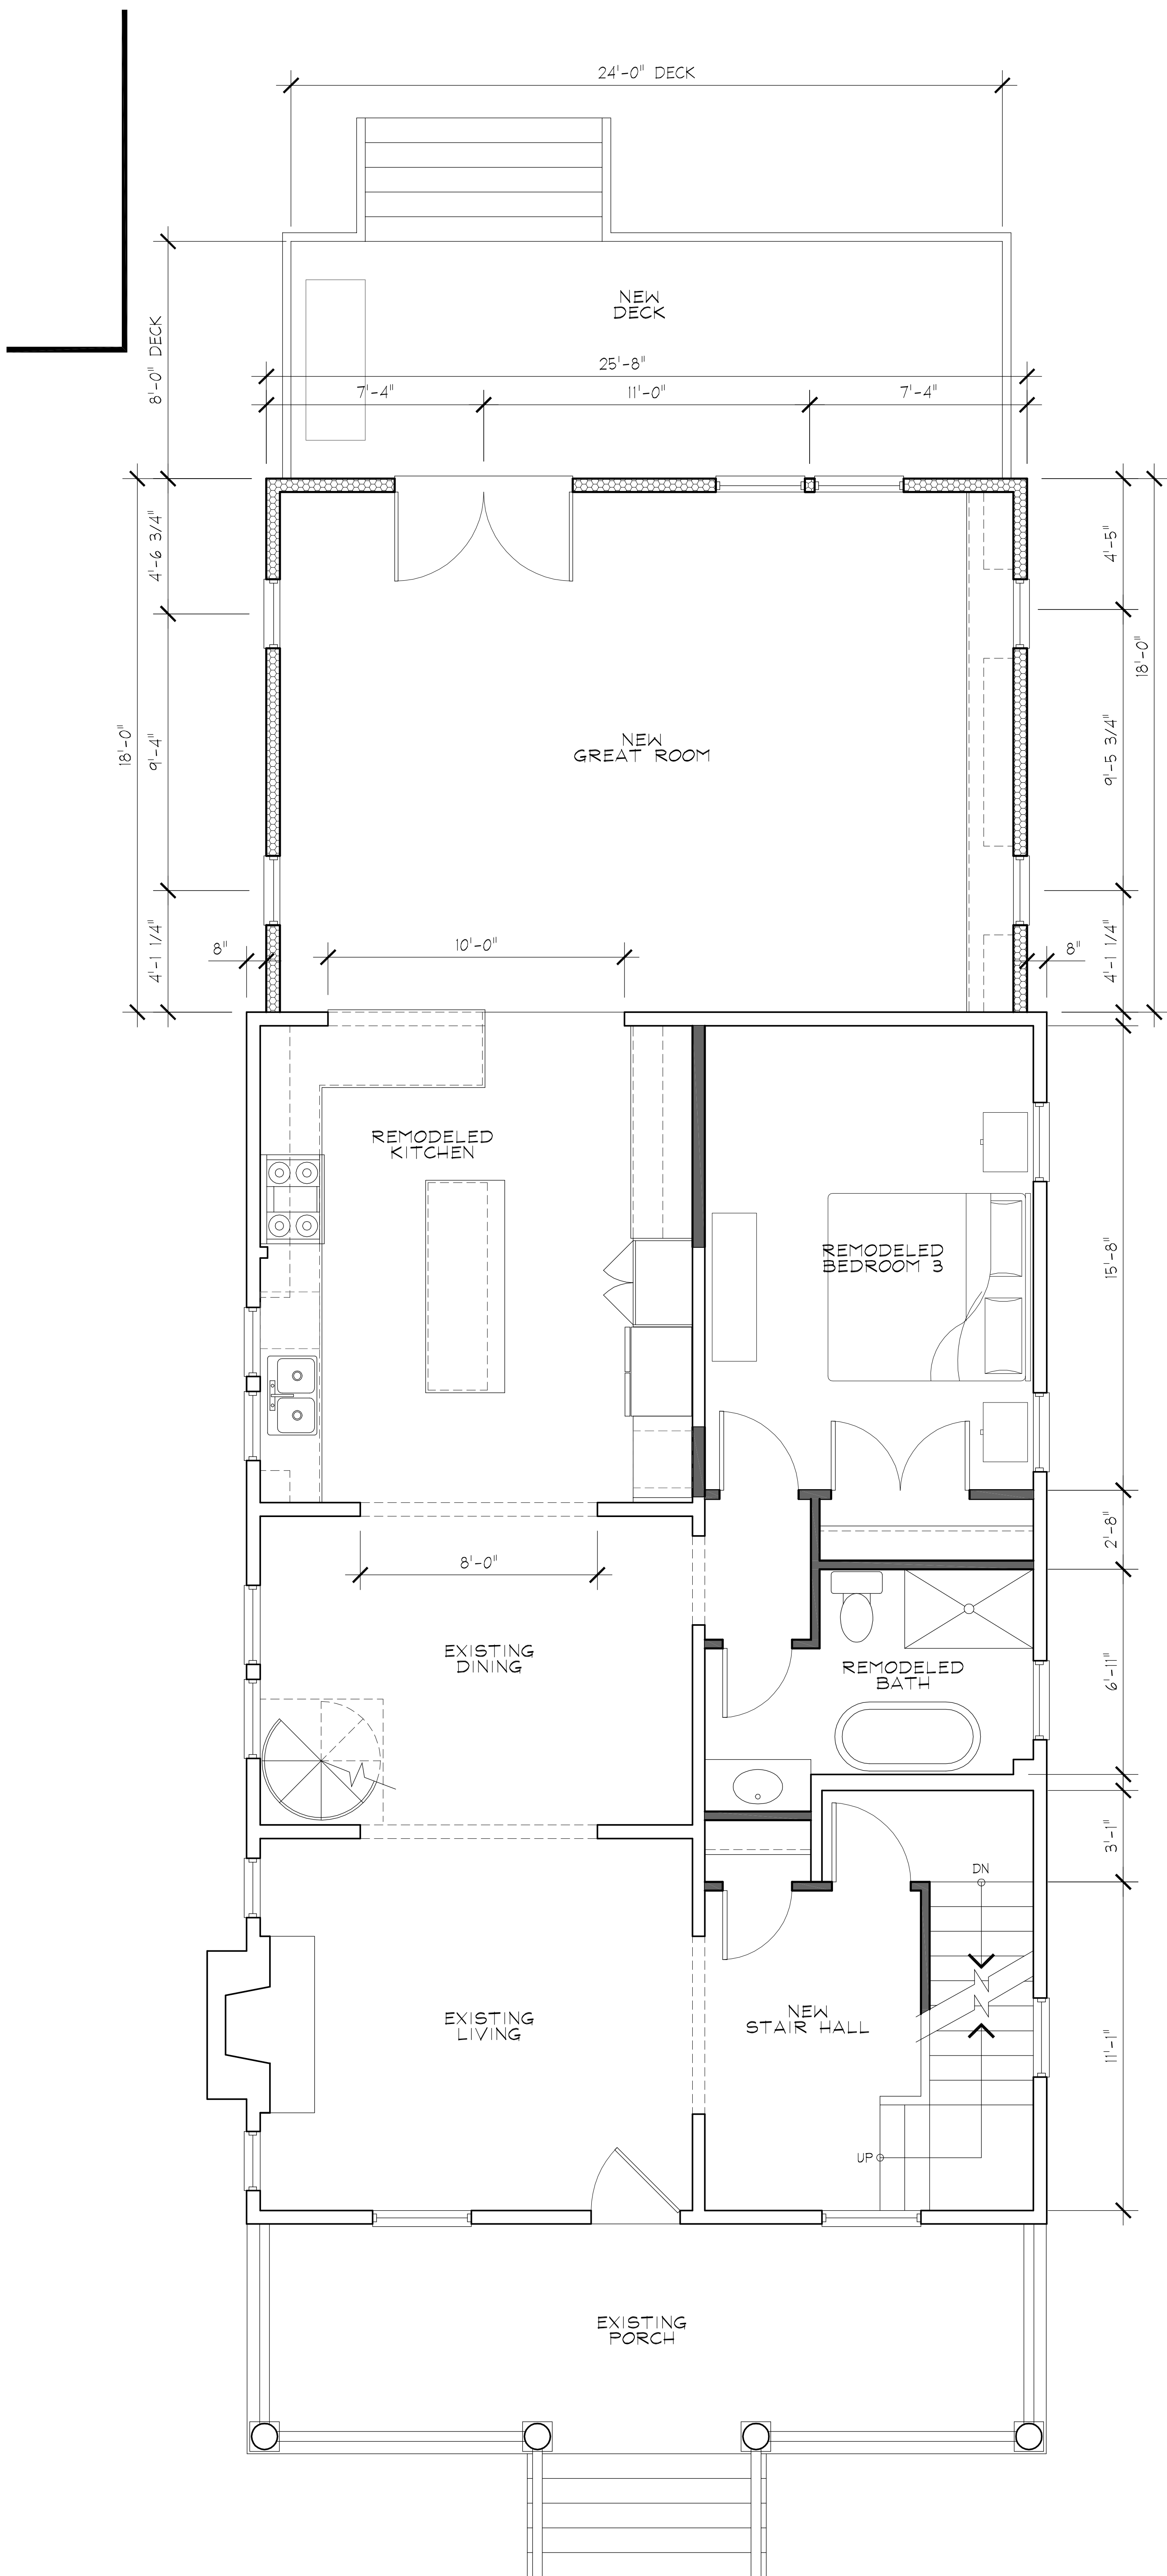 24'-0" DECK
NEW
DECK
8'-0" DECK
25'-8"
7'-4"
11'-0"
7'-4"
4'-6 3/4"
4'-5"
18'-0"
NEW
GREAT ROOM
18'-0"
9'-4"
9'-5 3/4"
8"
10'-0"
8"
4'-1 1/4"
4'-1 1/4"
REMODELED
KITCHEN
REMODELED
BEDROOM 3
15'-8"
2'-8"
8'-0"
EXISTING
DINING
REMODELED
BATH
6'-11"
3'-1"
DN
EXISTING
LIVING
NEW
STAIR HALL
11'-1"
UP
EXISTING
PORCH